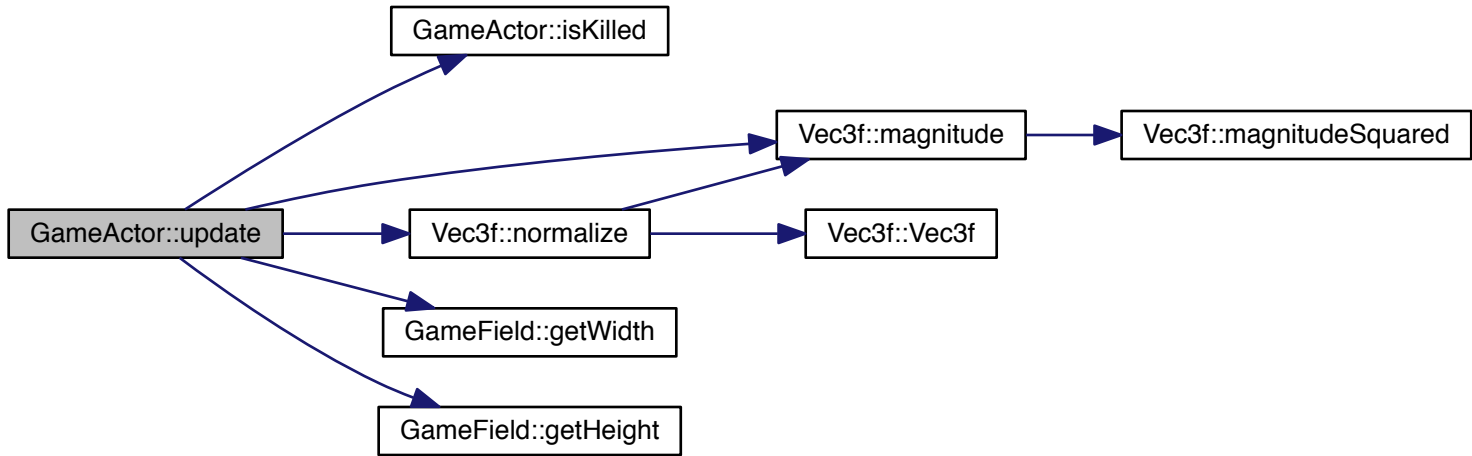 GameActor::isKilled
Vec3f::magnitude
Vec3f::magnitudeSquared
GameActor::update
Vec3f::normalize
Vec3f::Vec3f
GameField::getWidth
GameField::getHeight